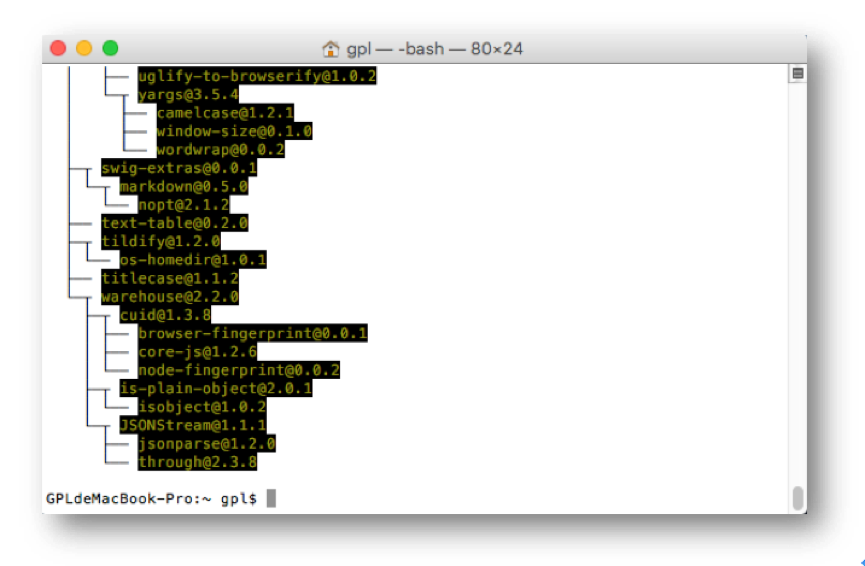 gpl — -bash — 80×24
uglify-to-browserify@1.0.2
yargs@3.5.4
camelcase@1.2.1
window-size@0.1.0
wordwrap@0.0.2
swig-extras@0.0.1
markdown@0.5.0
nopt@2.1.2
text-table@0.2.0
tildify@1.2.0
os-homedir@1.0.1
titlecase@1.1.2
warehouse@2.2.0
cuid@1.3.8
browser-fingerprint@0.0.1
core-js@1.2.6
node-fingerprint@0.0.2
is-plain-object@2.0.1
isobject@1.0.2
JSONStream@1.1.1
jsonparse@1.2.0
through@2.3.8
GPLdeMacBook-Pro:~ gpl$